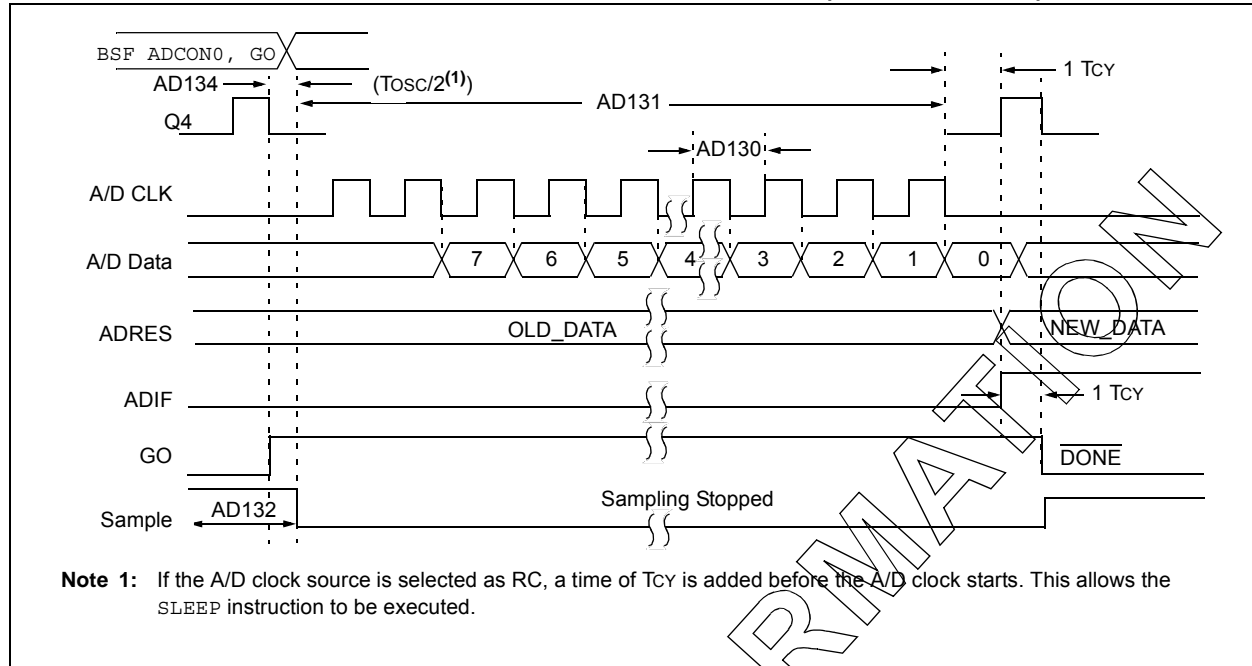 BSF ADCON0, GO
AD134
(TOSC/2(1)
AD131
1 TCY
Q4
AD130
A/D CLK
A/D Data
7 6 5 4 3 2 1 0
ADRES
OLD_DATA
NEW_DATA
ADIF
1 TCY
GO
DONE
Sample
AD132
Sampling Stopped
Note 1: If the A/D clock source is selected as RC, a time of TCY is added before the A/D clock starts. This allows the
SLEEP instruction to be executed.
RMATION